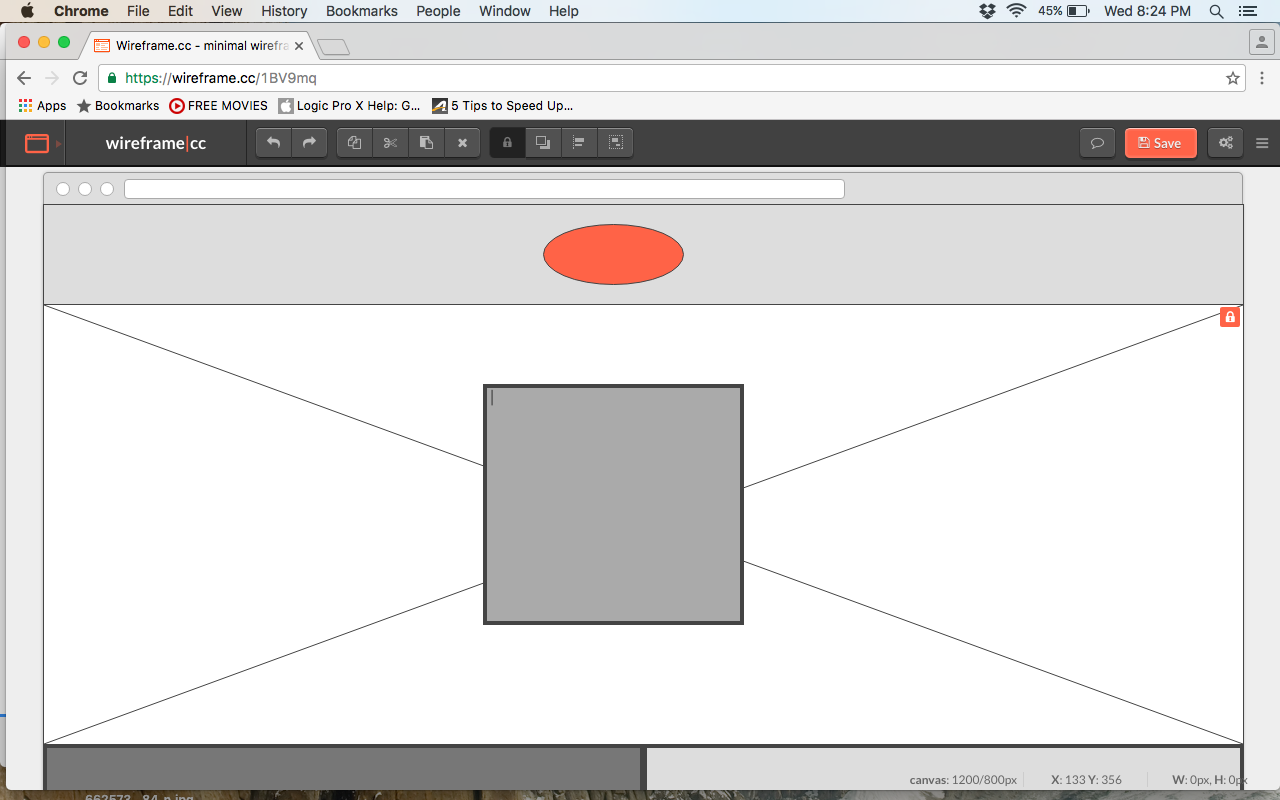 Chrome File Edit View History Bookmarks People Window Help 45% Wed 8:24 PM
Wireframe.cc - minimal wirefra
https://wireframe.cc/1BV9mq
Apps Bookmarks FREE MOVIES Logic Pro X Help: G... 5 Tips to Speed Up...
wireframe|cc Save
canvas: 1200/800px X: 133 Y: 356 W: 0px, H: 0px